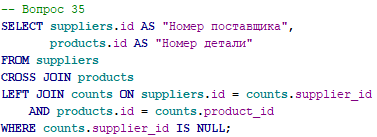 -- Вопрос 35
SELECT suppliers.id AS "Номер поставщика",
products.id AS "Номер детали"
FROM suppliers
CROSS JOIN products
LEFT JOIN counts ON suppliers.id = counts.supplier_id
AND products.id = counts.product_id
WHERE counts.supplier_id IS NULL;